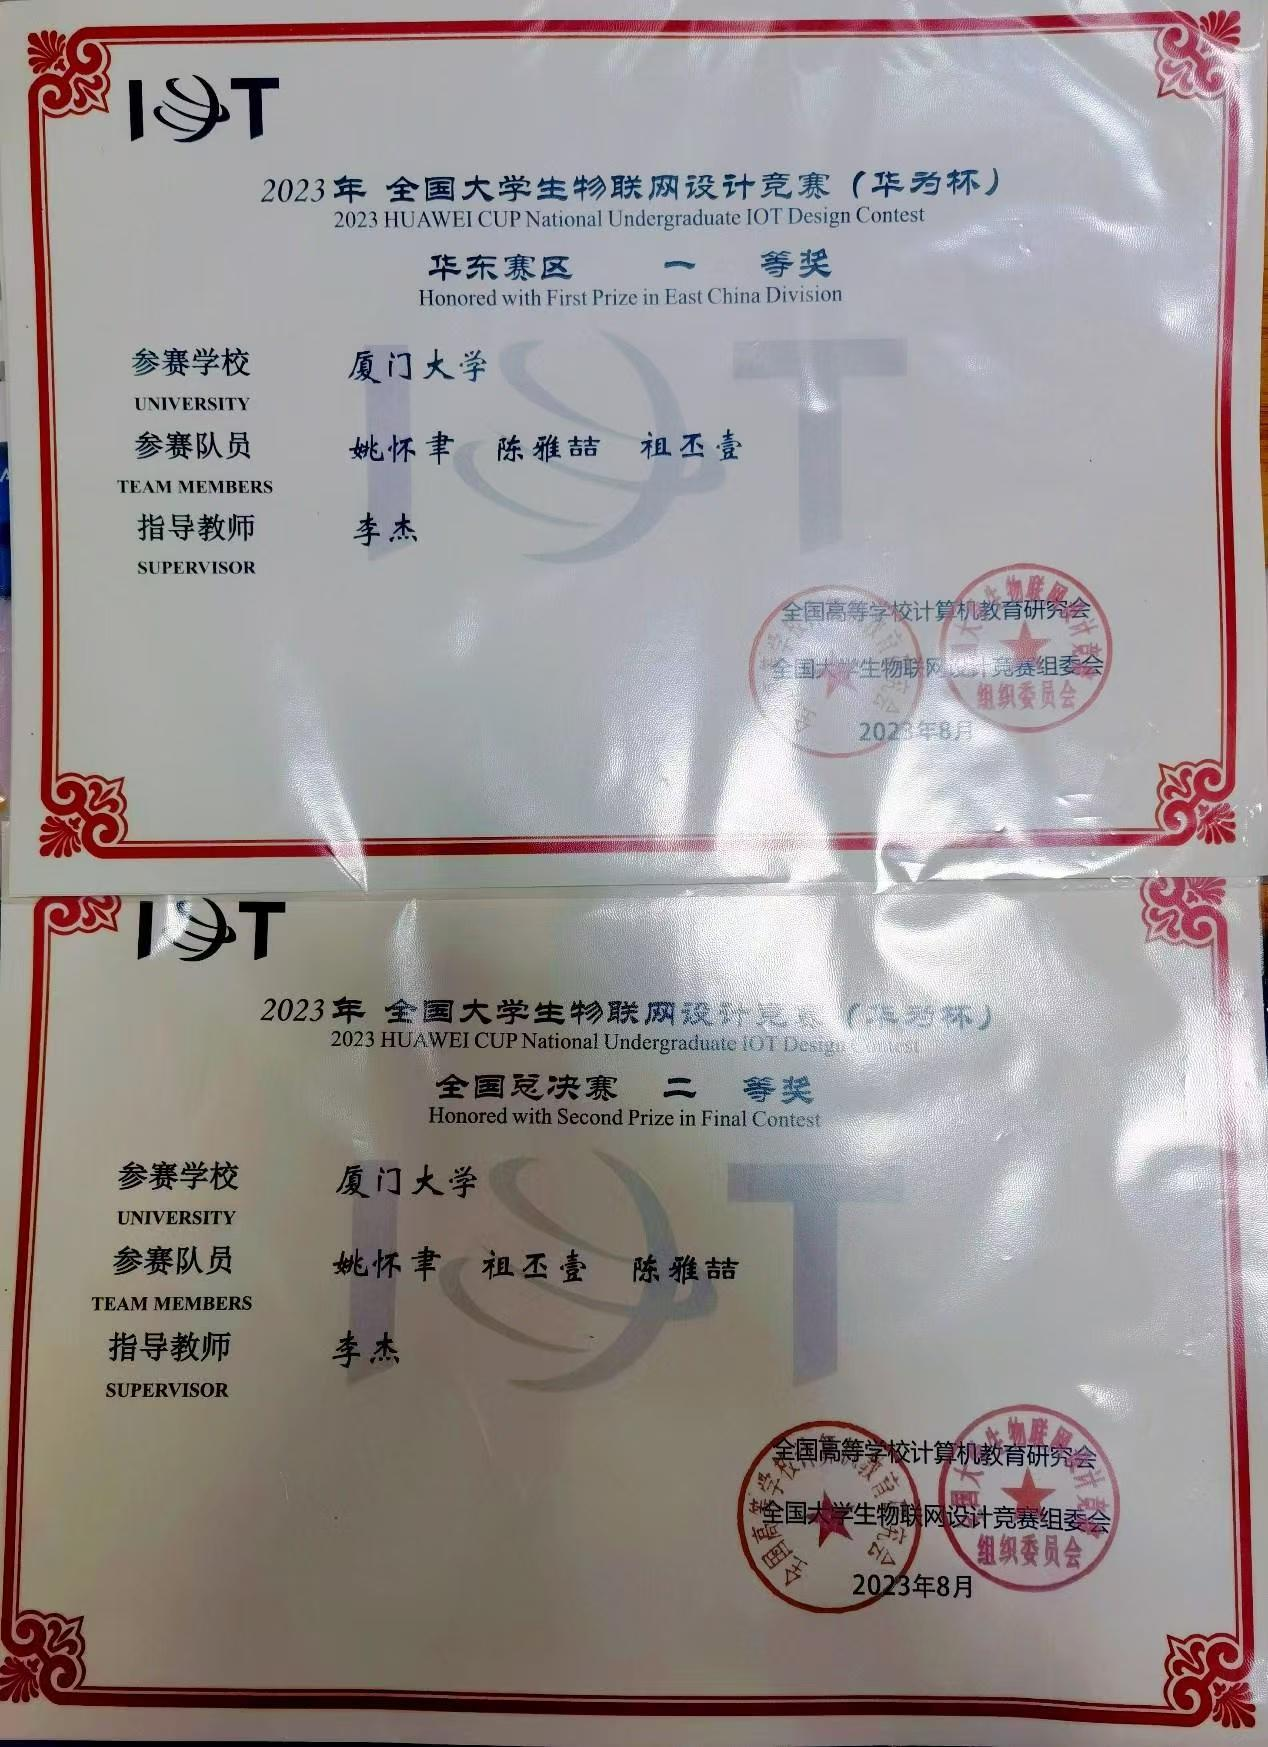 IOT
2023年 全国大学生物联网设计竞赛（华为杯）
2023 HUAWEI CUP National Undergraduate IOT Design Contest
华东赛区 一 等奖
Honored with First Prize in East China Division
参赛学校 厦门大学
UNIVERSITY
参赛队员 姚怀聿 陈雅喆 祖丕壹
TEAM MEMBERS
指导教师 李杰
SUPERVISOR
全国高等学校计算机教育研究会
全国大学生物联网设计竞赛组委会
组织委员会
2023年8月
IOT
2023年 全国大学生物联网设计竞赛（华为杯）
2023 HUAWEI CUP National Undergraduate IOT Design Contest
全国总决赛 二 等奖
Honored with Second Prize in Final Contest
参赛学校 厦门大学
UNIVERSITY
参赛队员 姚怀聿 祖丕壹 陈雅喆
TEAM MEMBERS
指导教师 李杰
SUPERVISOR
全国高等学校计算机教育研究会
全国大学生物联网设计竞赛组委会
组织委员会
2023年8月